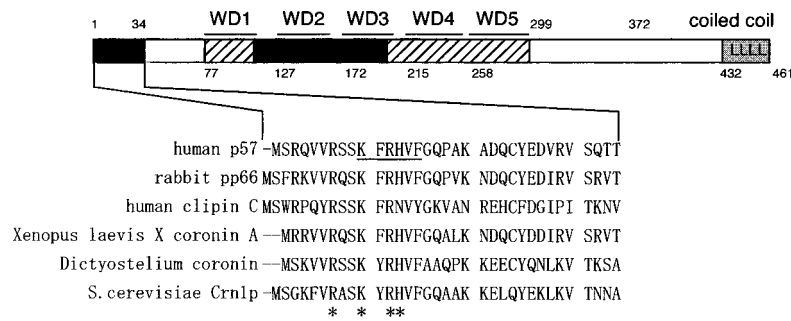 WD1 WD2 WD3 WD4 WD5
1 34 299 372 coiled coil
LLLL
77 127 172 215 258 432 461
human p57 -MSRQVVRSSK FRHVFGQPAK ADQCYEDVRV SQTT
rabbit pp66 MSFRKVVRQSK FRHVFGQPVK NDQCYEDIRV SRVT
human clipin C MSWRPQYRSSK FRNVYGKVAN REHCFDGIPI TKNV
Xenopus laevis X coronin A --MRRVVRQSK FRHVFGQALK NDQCYDDIRV SRVT
Dictyostelium coronin --MSKVVRSSK YRHVFAAQPK KEECYQNLKV TKSA
S.cerevisiae Crn1p -MSGKFVRASK YRHVFGQAAK KELQYEKLKV TNNA
* * **